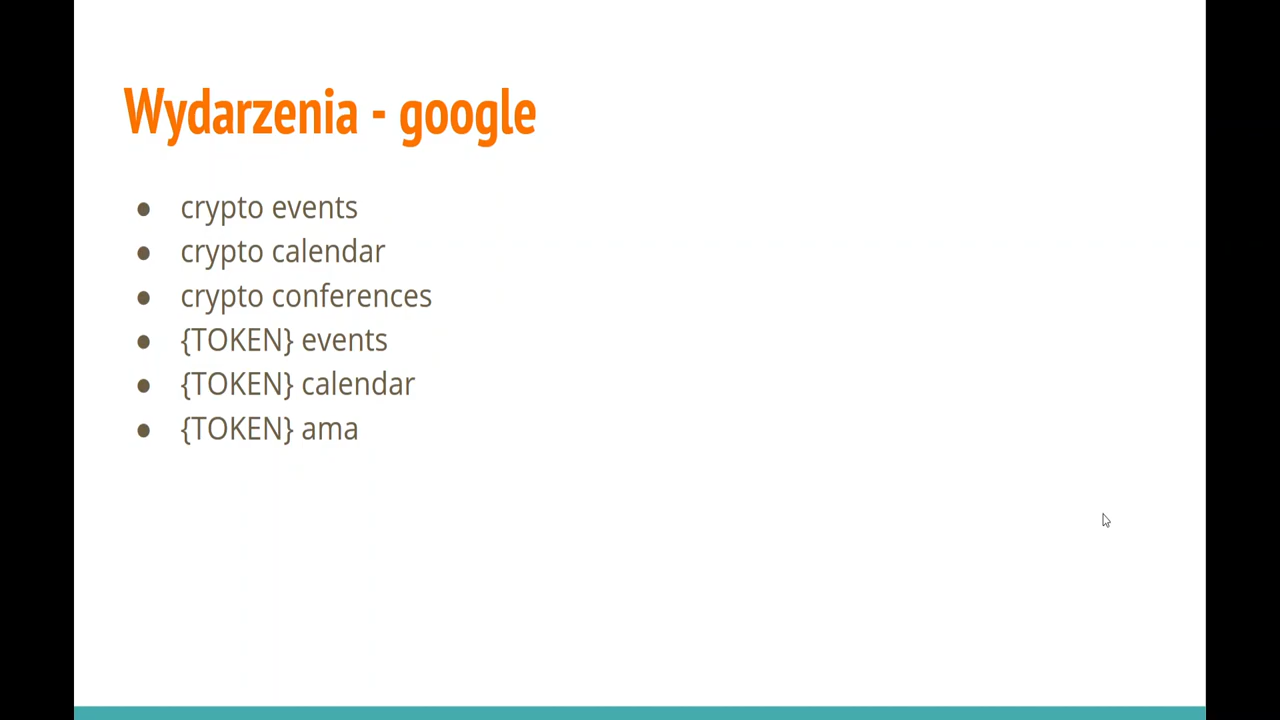 Wydarzenia - google
● crypto events
● crypto calendar
● crypto conferences
● {TOKEN} events
● {TOKEN} calendar
● {TOKEN} ama